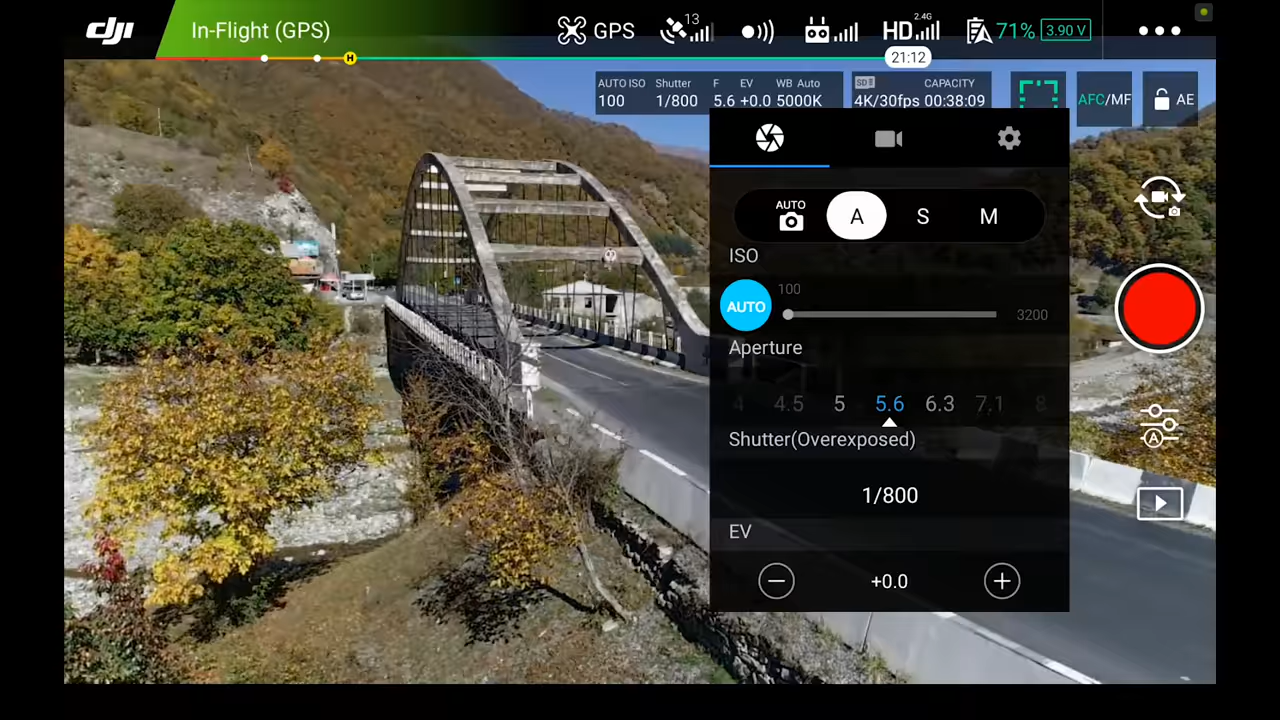 dji
In-Flight (GPS)
GPS
13
HD
2.4G
71%
3.90 V
21:12
H
AUTO ISO
100
Shutter
1/800
F
5.6
EV
+0.0
WB Auto
5000K
SD
4K/30fps
CAPACITY
00:38:09
AFC/MF
AE
AUTO
A
S
M
ISO
AUTO
100
3200
Aperture
4 4.5 5 5.6 6.3 7.1 8
Shutter(Overexposed)
1/800
EV
+0.0
A